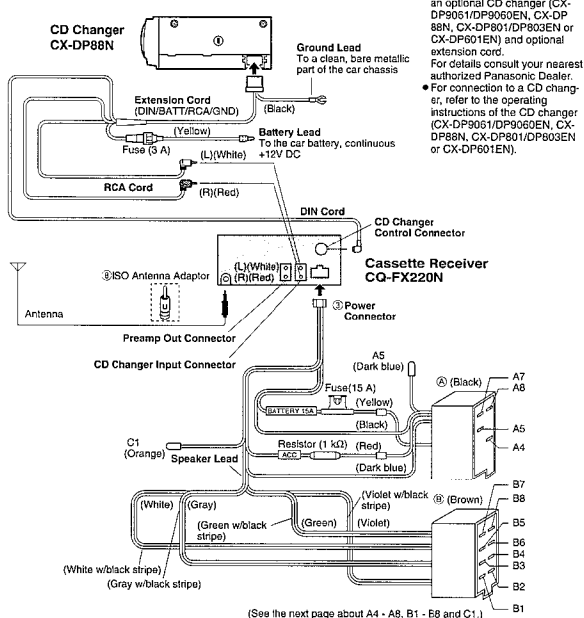 an optional CD changer (CX-
DP9061/DP9060EN, CX-DP
88N, CX-DP801/DP803EN or
CX-DP601EN) and optional
extension cord.
For details consult your nearest
authorized Panasonic Dealer.
● For connection to a CD chang-
er, refer to the operating
instructions of the CD changer
(CX-DP9061/DP9060EN, CX-
DP88N, CX-DP801/DP803EN
or CX-DP601EN).
CD Changer
CX-DP88N
Ground Lead
To a clean, bare metallic
part of the car chassis
Extension Cord
(DIN/BATT/RCA/GND)
(Black)
(Yellow)
Fuse (3 A)
Battery Lead
To the car battery, continuous
+12V DC
(L)(White)
RCA Cord
(R)(Red)
DIN Cord
CD Changer
Control Connector
Cassette Receiver
CQ-FX220N
(L)(White)
(R)(Red)
Ⓑ ISO Antenna Adaptor
Antenna
③ Power
Connector
Preamp Out Connector
CD Changer Input Connector
A5
(Dark blue)
Ⓐ (Black)
A7
A8
A5
A4
Fuse(15 A)
BATTERY 15A
(Yellow)
(Black)
C1
(Orange)
Speaker Lead
Resistor (1 kΩ)
(Red)
ACC
(Dark blue)
(White)
(Gray)
(Violet w/black
stripe)
(Green w/black
stripe)
(Green)
(Violet)
Ⓑ (Brown)
B7
B8
B5
B6
B4
B3
B2
B1
(White w/black stripe)
(Gray w/black stripe)
(See the next page about A4 - A8, B1 - B8 and C1.)